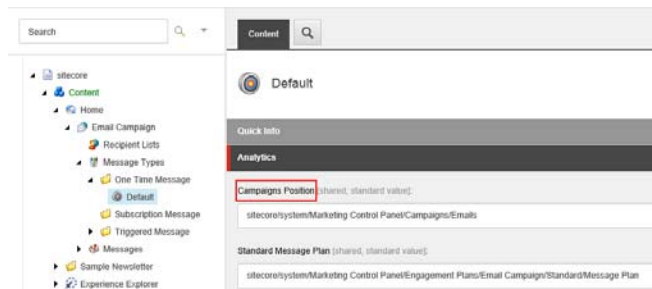 Search
sitecore
Content
Home
Email Campaign
Recipient Lists
Message Types
One Time Message
Default
Subscription Message
Triggered Message
Messages
Sample Newsletter
Experience Explorer
Content
Default
Quick Info
Analytics
Campaigns Position [shared, standard value]:
sitecore/system/Marketing Control Panel/Campaigns/Emails
Standard Message Plan [shared, standard value]:
sitecore/system/Marketing Control Panel/Engagement Plans/Email Campaign/Standard/Message Plan